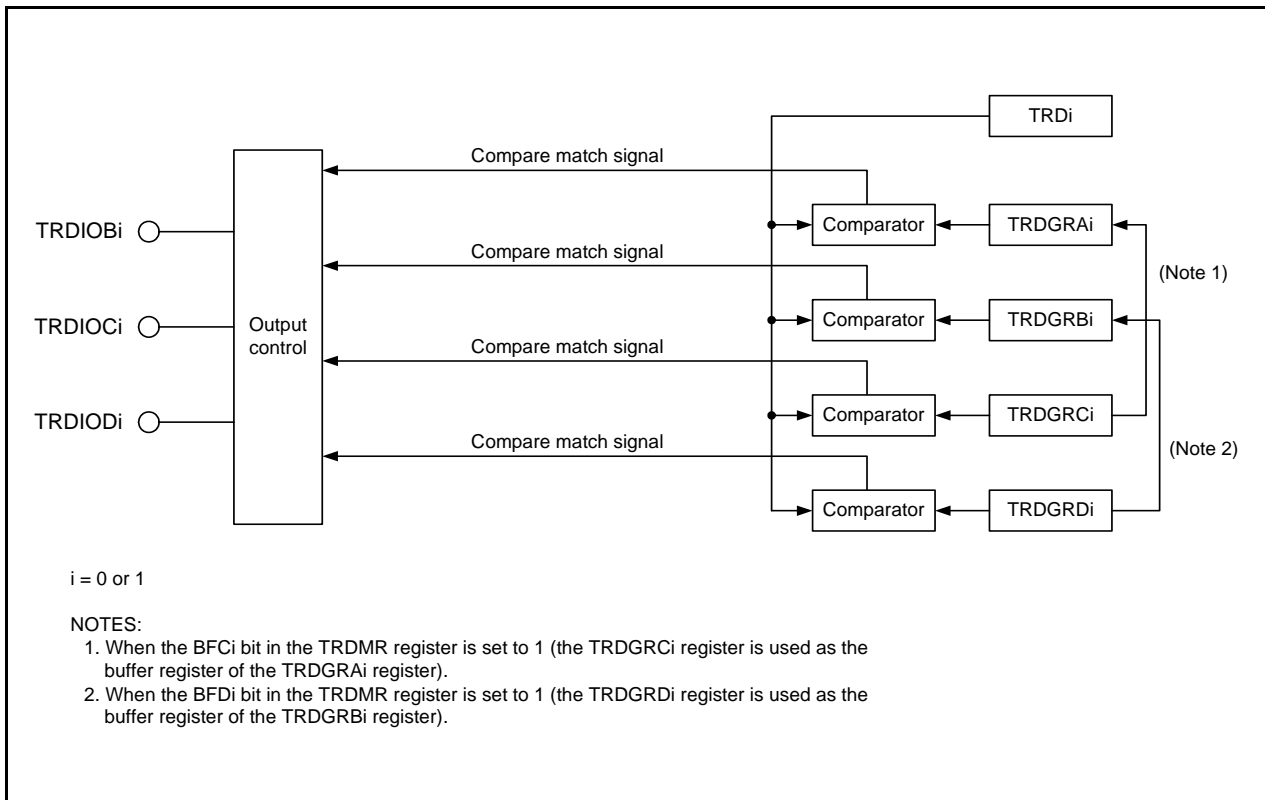 TRDi
Compare match signal
TRDIOBi
Comparator
TRDGRAi
Compare match signal
(Note 1)
TRDIOCi
Output
control
Comparator
TRDGRBi
Compare match signal
TRDIODi
Comparator
TRDGRCi
Compare match signal
(Note 2)
Comparator
TRDGRDi
i = 0 or 1
NOTES:
1. When the BFCi bit in the TRDMR register is set to 1 (the TRDGRCi register is used as the
buffer register of the TRDGRAi register).
2. When the BFDi bit in the TRDMR register is set to 1 (the TRDGRDi register is used as the
buffer register of the TRDGRBi register).